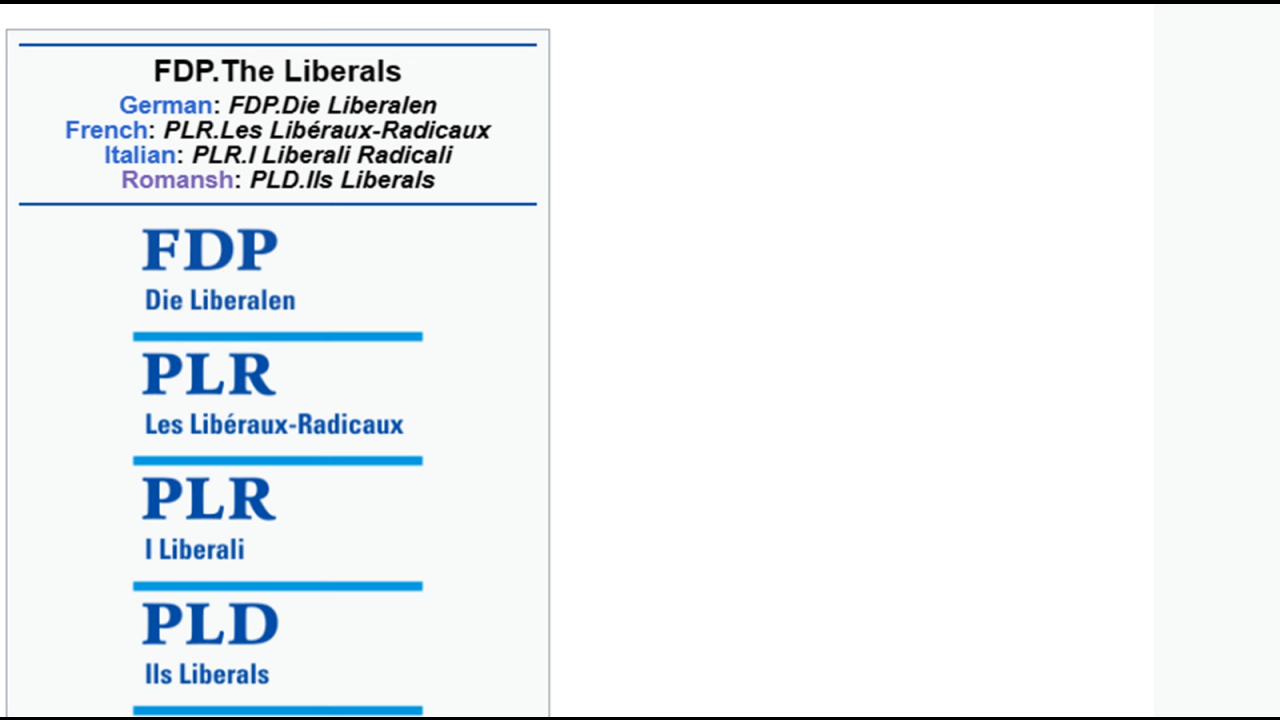 FDP.The Liberals
German: FDP.Die Liberalen
French: PLR.Les Libéraux-Radicaux
Italian: PLR.I Liberali Radicali
Romansh: PLD.Ils Liberals
FDP
Die Liberalen
PLR
Les Libéraux-Radicaux
PLR
I Liberali
PLD
Ils Liberals